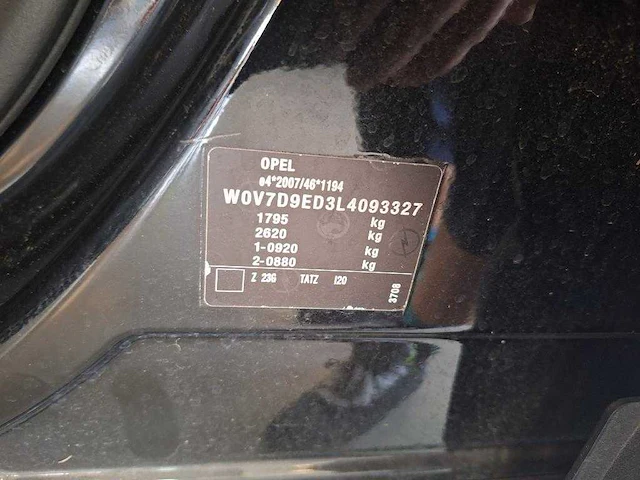 OPEL
e4*2007/46*1194
W0V7D9ED3L4093327
1795 kg
2620 kg
1-0920 kg
2-0880 kg
Z 23G TATZ I20
3708